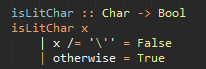 isLitChar :: Char -> Bool
isLitChar x
    | x /= '\'' = False
    | otherwise = True